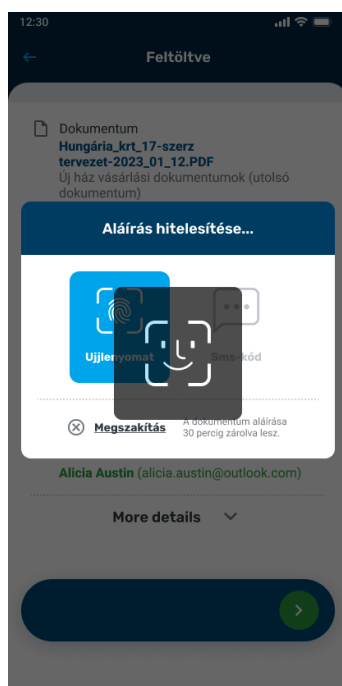 12:30
Feltöltve
Dokumentum
Hungária_krt_17-szerz
tervezet-2023_01_12.PDF
Új ház vásárlási dokumentumok (utolsó
dokumentum)
Aláírás hitelesítése...
Ujjlenyomat
Sms-kód
Megszakítás
A dokumentum aláírása
30 percig zárolva lesz.
Alicia Austin (alicia.austin@outlook.com)
More details